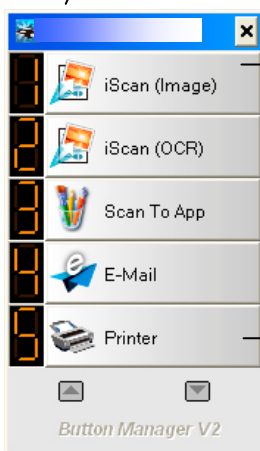 1 iScan (Image)
2 iScan (OCR)
3 Scan To App
4 E-Mail
5 Printer
Button Manager V2